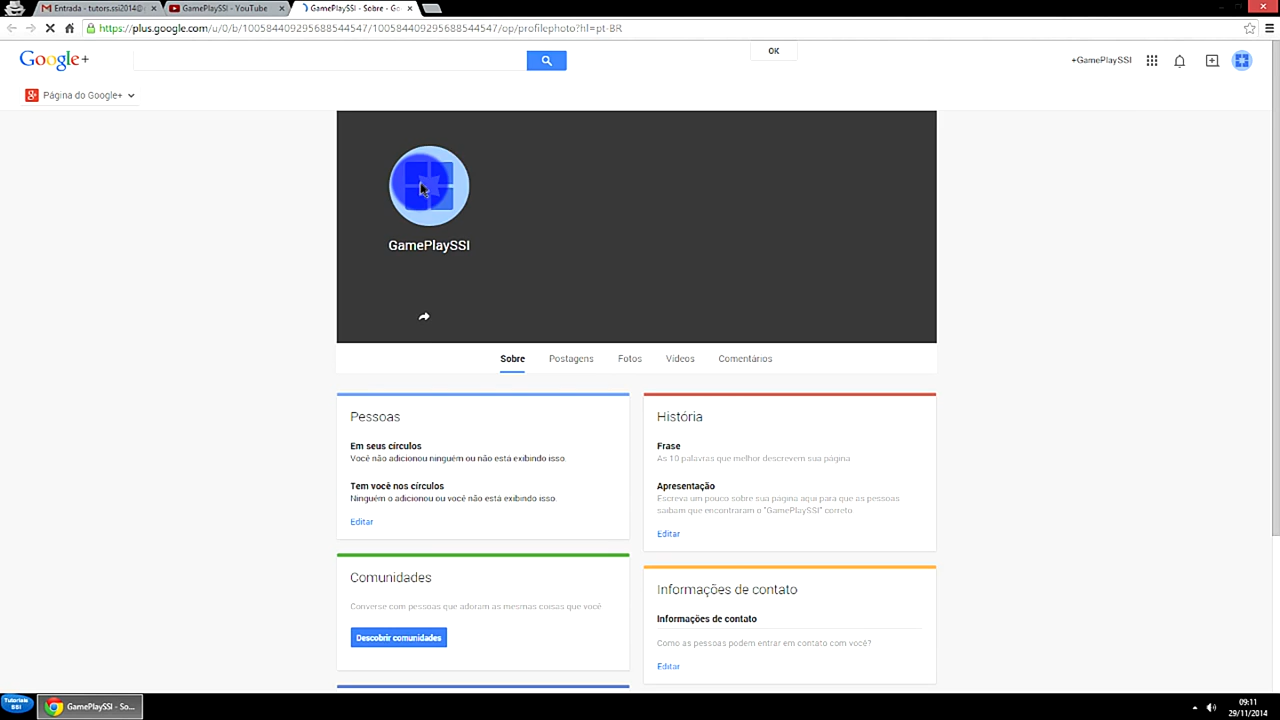 Entrada - tutors.ssi2014@
GamePlaySSI - YouTube
GamePlaySSI - Sobre - Go
https://plus.google.com/u/0/b/100584409295688544547/100584409295688544547/op/profilephoto?hl=pt-BR
Google+
OK
+GamePlaySSI
Página do Google+
GamePlaySSI
Sobre
Postagens
Fotos
Vídeos
Comentários
Pessoas
Em seus círculos
Você não adicionou ninguém ou não está exibindo isso.
Tem você nos círculos
Ninguém o adicionou ou você não está exibindo isso.
Editar
História
Frase
As 10 palavras que melhor descrevem sua página
Apresentação
Escreva um pouco sobre sua página aqui para que as pessoas
saibam que encontraram o "GamePlaySSI" correto
Editar
Comunidades
Converse com pessoas que adoram as mesmas coisas que você
Descobrir comunidades
Informações de contato
Informações de contato
Como as pessoas podem entrar em contato com você?
Editar
Tutoriais
SSI
GamePlaySSI - So...
09:11
29/11/2014